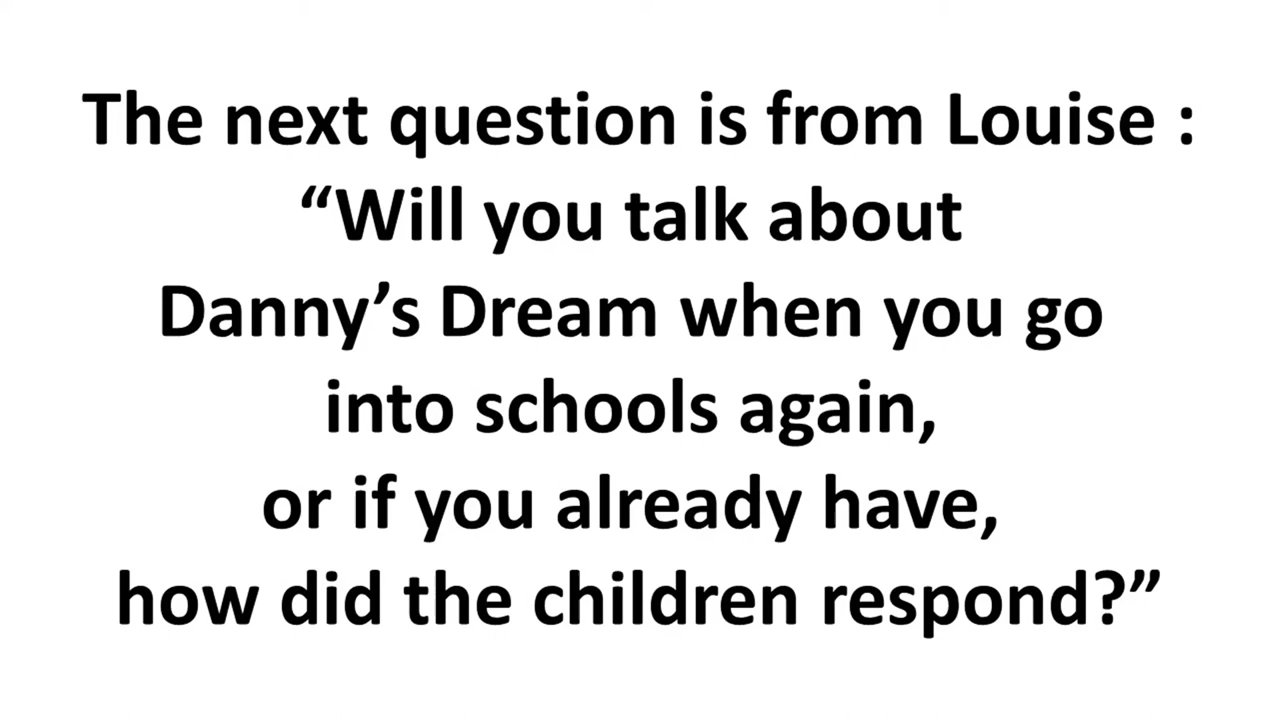 The next question is from Louise :
“Will you talk about
Danny’s Dream when you go
into schools again,
or if you already have,
how did the children respond?”